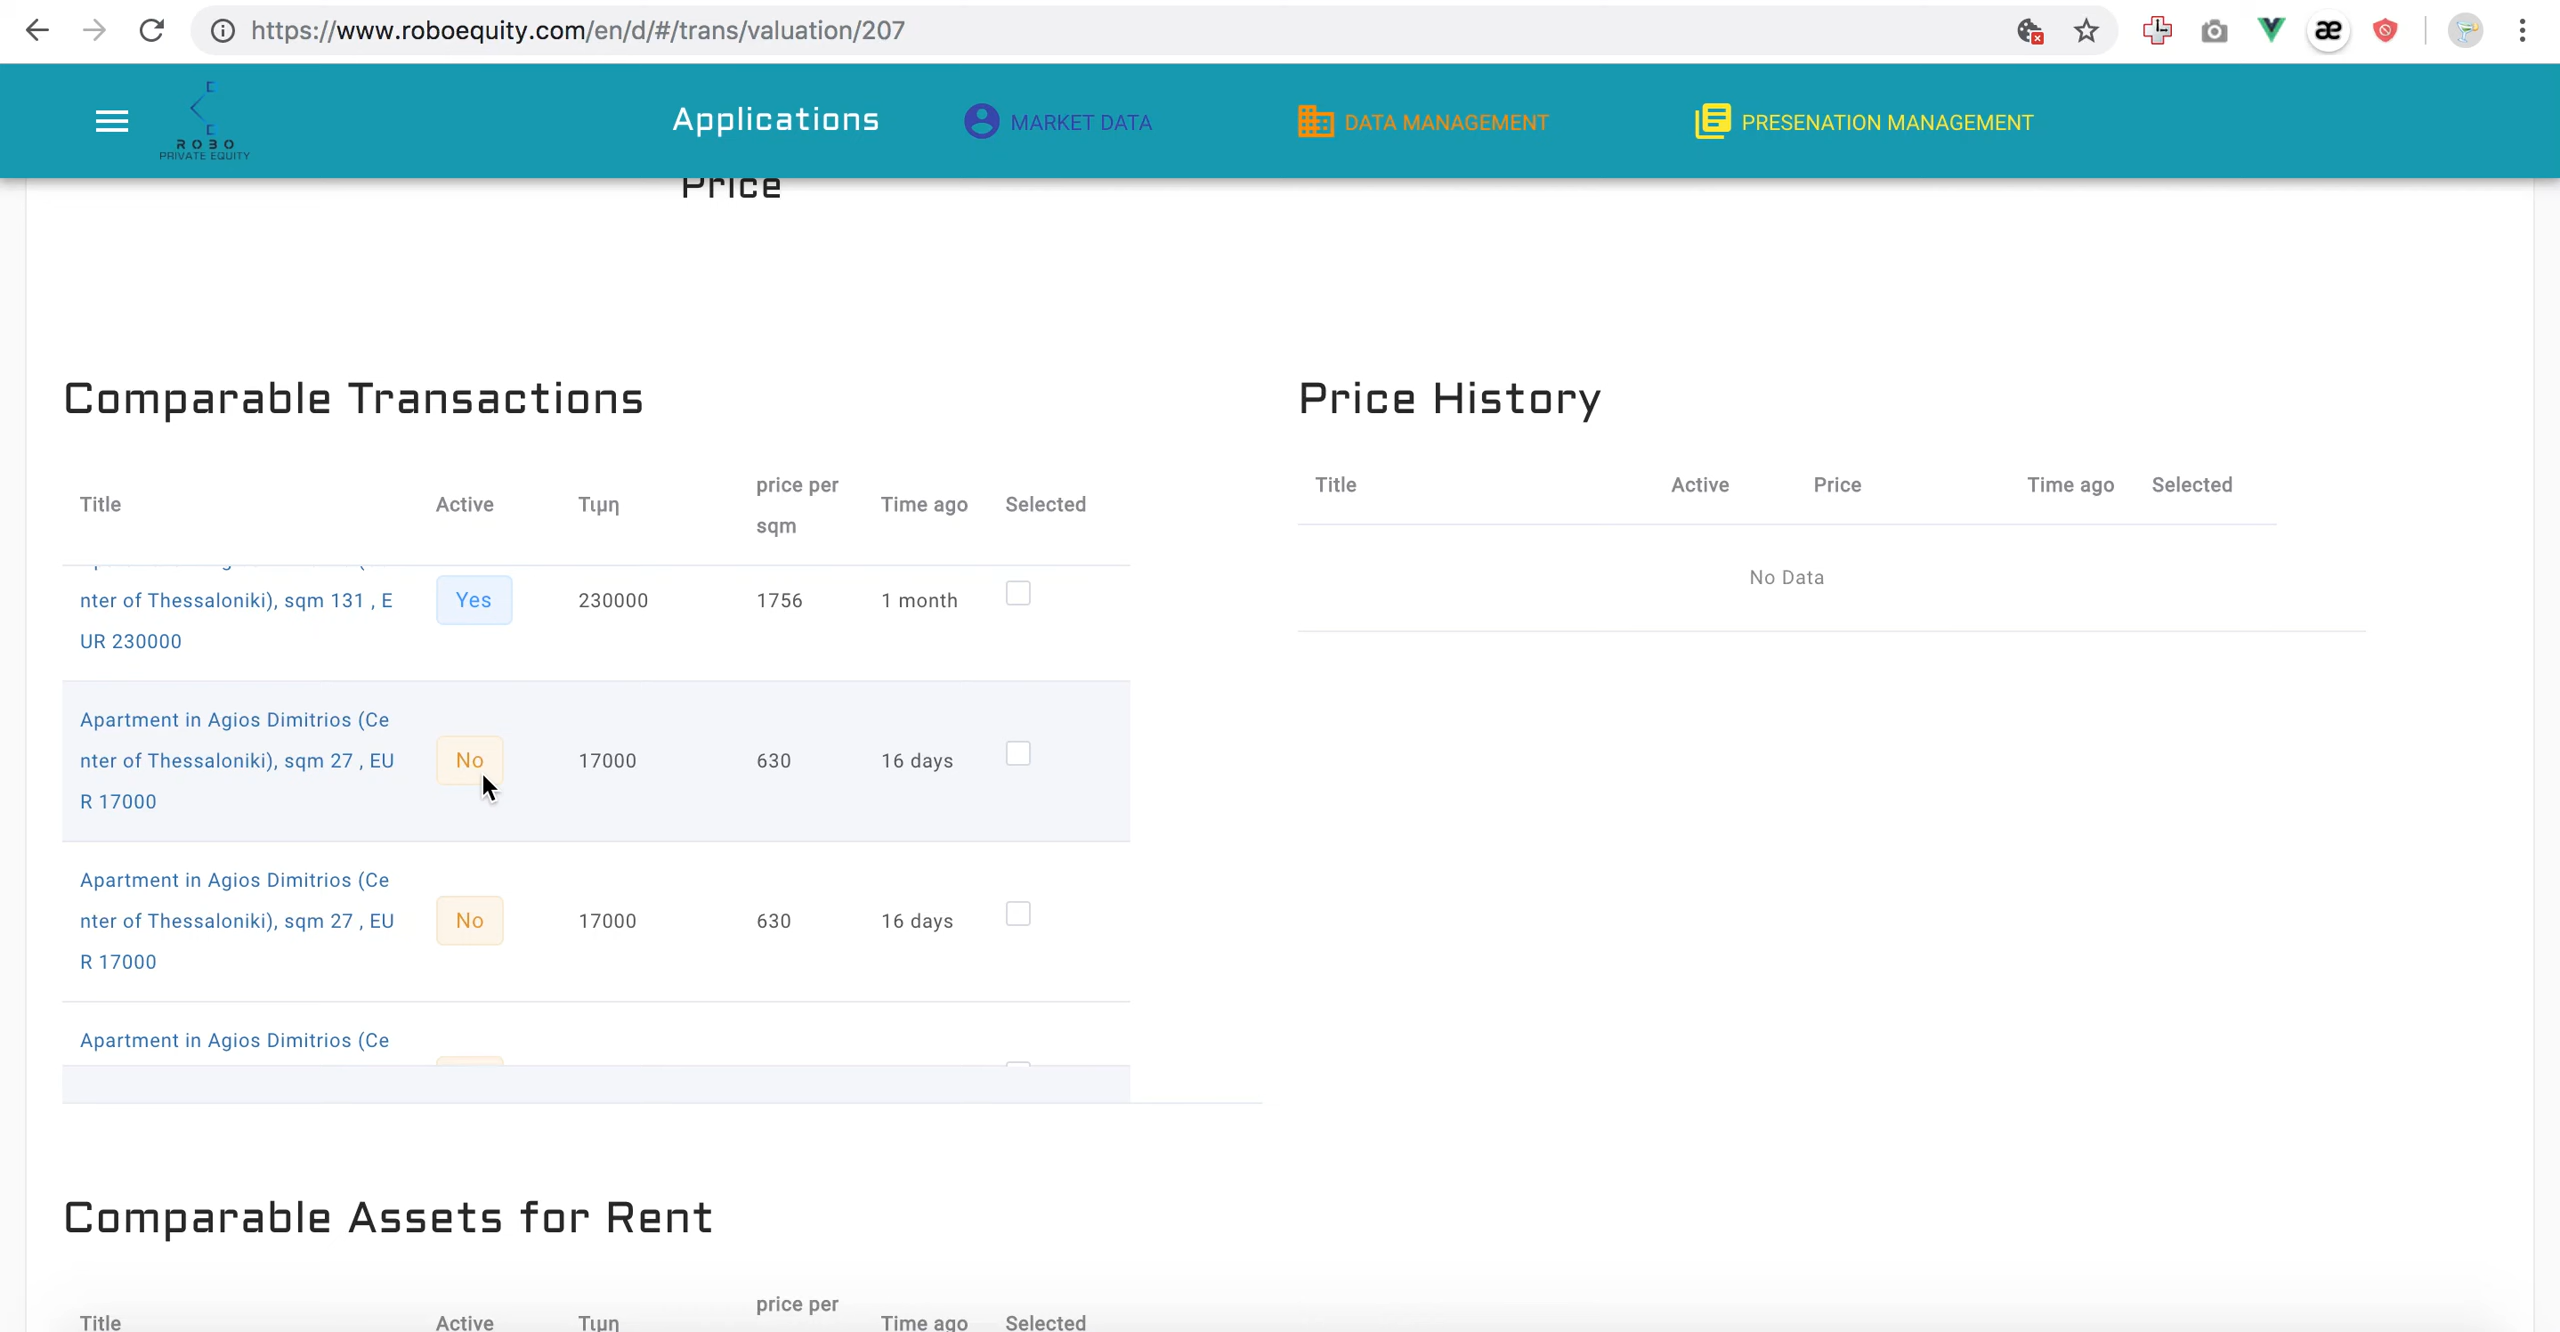 https://www.roboequity.com/en/d/#/trans/valuation/207
æ
ROBO
PRIVATE EQUITY
Applications
MARKET DATA
DATA MANAGEMENT
PRESENATION MANAGEMENT
Price
Comparable Transactions
Title Active Τιμη price per sqm Time ago Selected
nter of Thessaloniki), sqm 131 , E Yes 230000 1756 1 month
UR 230000
Apartment in Agios Dimitrios (Ce
nter of Thessaloniki), sqm 27 , EU No 17000 630 16 days
R 17000
Apartment in Agios Dimitrios (Ce
nter of Thessaloniki), sqm 27 , EU No 17000 630 16 days
R 17000
Apartment in Agios Dimitrios (Ce
Price History
Title Active Price Time ago Selected
No Data
Comparable Assets for Rent
price per
Title Active Τιμη Time ago Selected